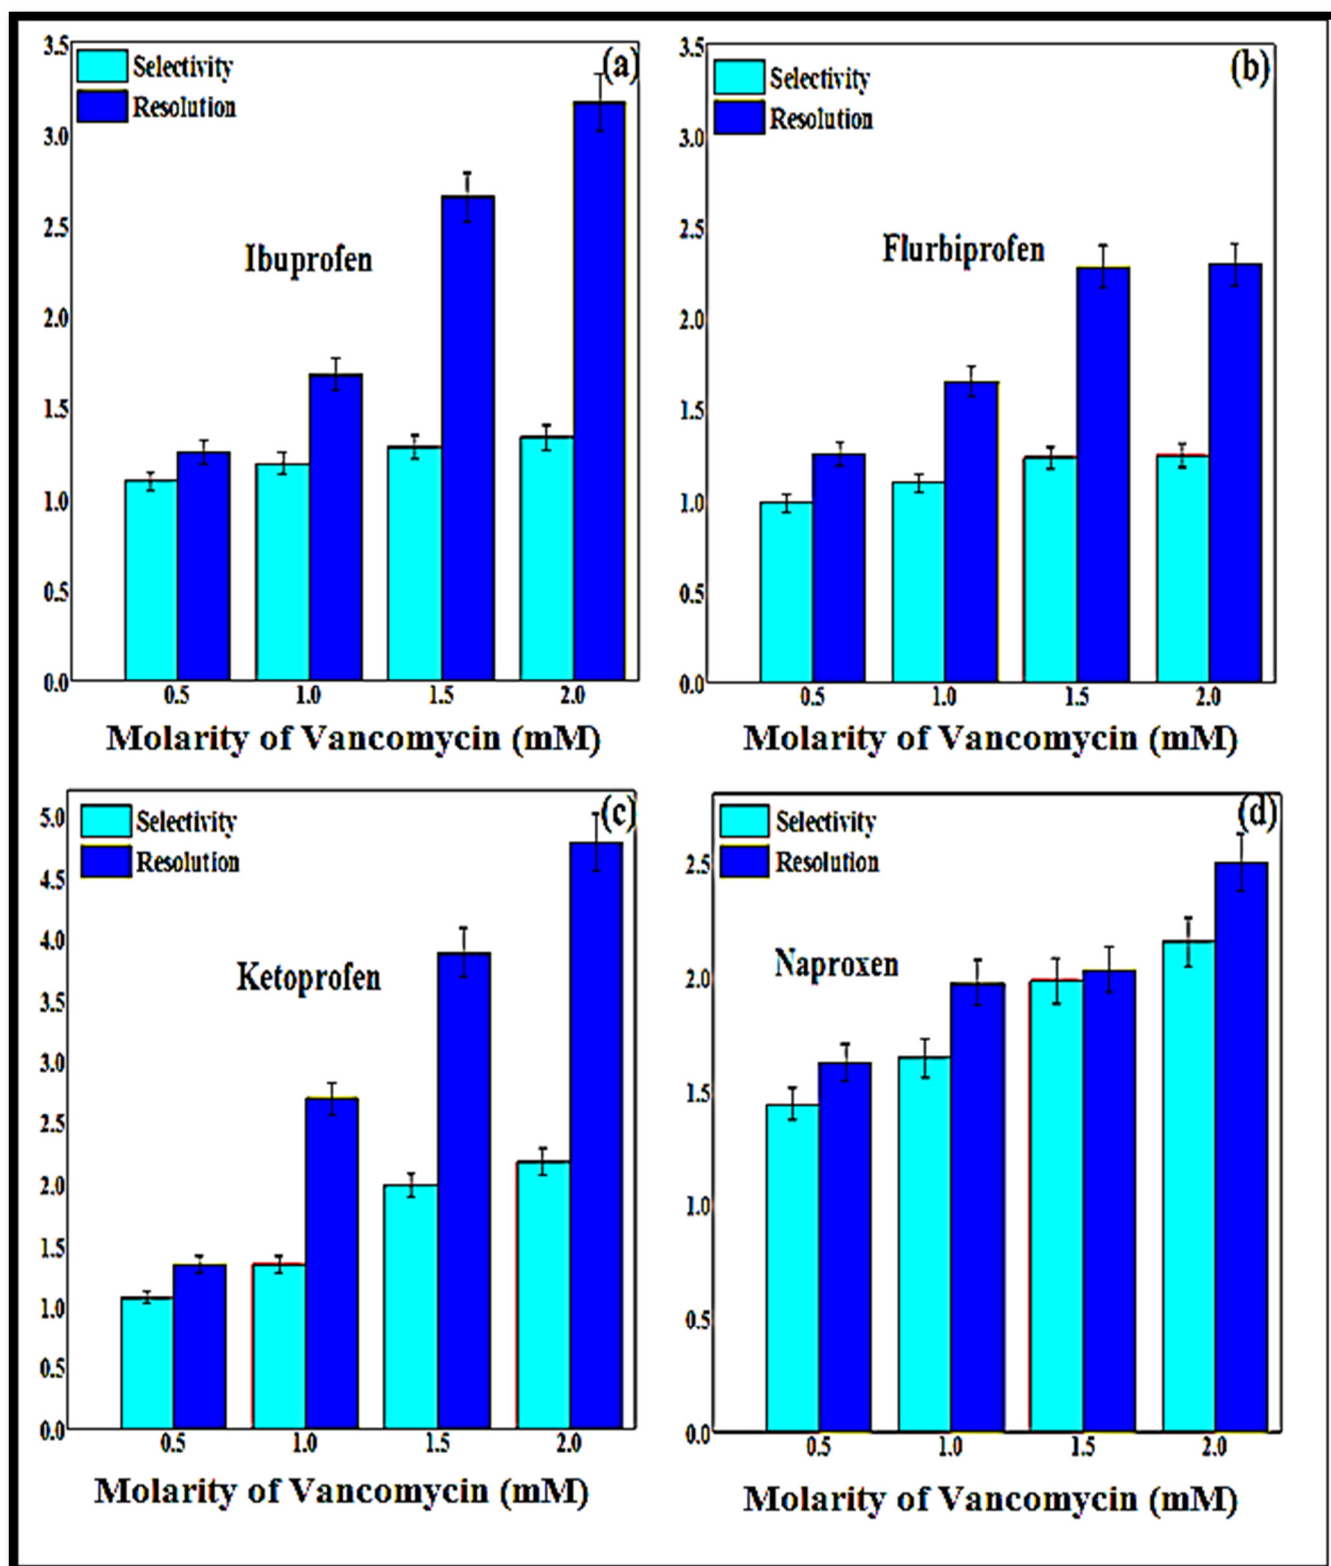 (a)
Selectivity
Resolution
Ibuprofen
3.5
3.0
2.5
2.0
1.5
1.0
0.5
0.0
0.5 1.0 1.5 2.0
Molarity of Vancomycin (mM)
(b)
Selectivity
Resolution
Flurbiprofen
3.5
3.0
2.5
2.0
1.5
1.0
0.5
0.0
0.5 1.0 1.5 2.0
Molarity of Vancomycin (mM)
(c)
Selectivity
Resolution
Ketoprofen
5.0
4.5
4.0
3.5
3.0
2.5
2.0
1.5
1.0
0.5
0.0
0.5 1.0 1.5 2.0
Molarity of Vancomycin (mM)
(d)
Selectivity
Resolution
Naproxen
2.5
2.0
1.5
1.0
0.5
0.0
0.5 1.0 1.5 2.0
Molarity of Vancomycin (mM)